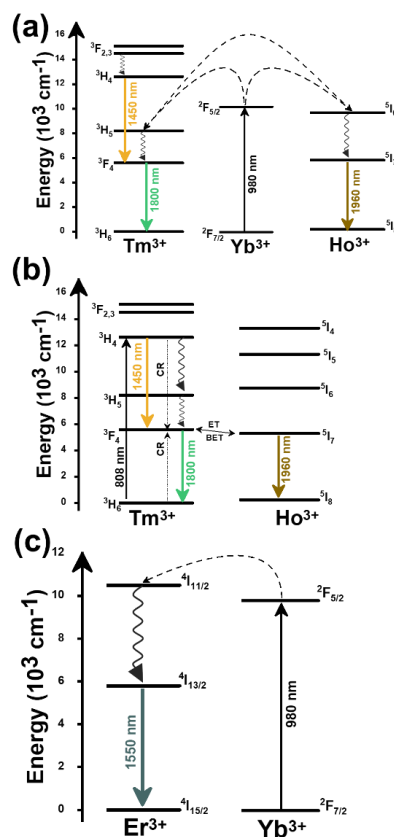 (a)
Energy (10³ cm⁻¹)
16
14
12
10
8
6
4
2
0
³F₂,₃
³H₄
³H₅
³F₄
³H₆
1450 nm
1800 nm
Tm³⁺
²F₅/₂
²F₇/₂
980 nm
Yb³⁺
⁵I₆
⁵I
⁵I
1960 nm
Ho³⁺
(b)
Energy (10³ cm⁻¹)
16
14
12
10
8
6
4
2
0
³F₂,₃
³H₄
³H₅
³F₄
³H₆
808 nm
1450 nm
CR
CR
1800 nm
Tm³⁺
ET
BET
⁵I₄
⁵I₅
⁵I₆
⁵I₇
⁵I₈
1960 nm
Ho³⁺
(c)
Energy (10³ cm⁻¹)
12
10
8
6
4
2
0
⁴I₁₁/₂
⁴I₁₃/₂
⁴I₁₅/₂
1550 nm
Er³⁺
²F₅/₂
²F₇/₂
980 nm
Yb³⁺